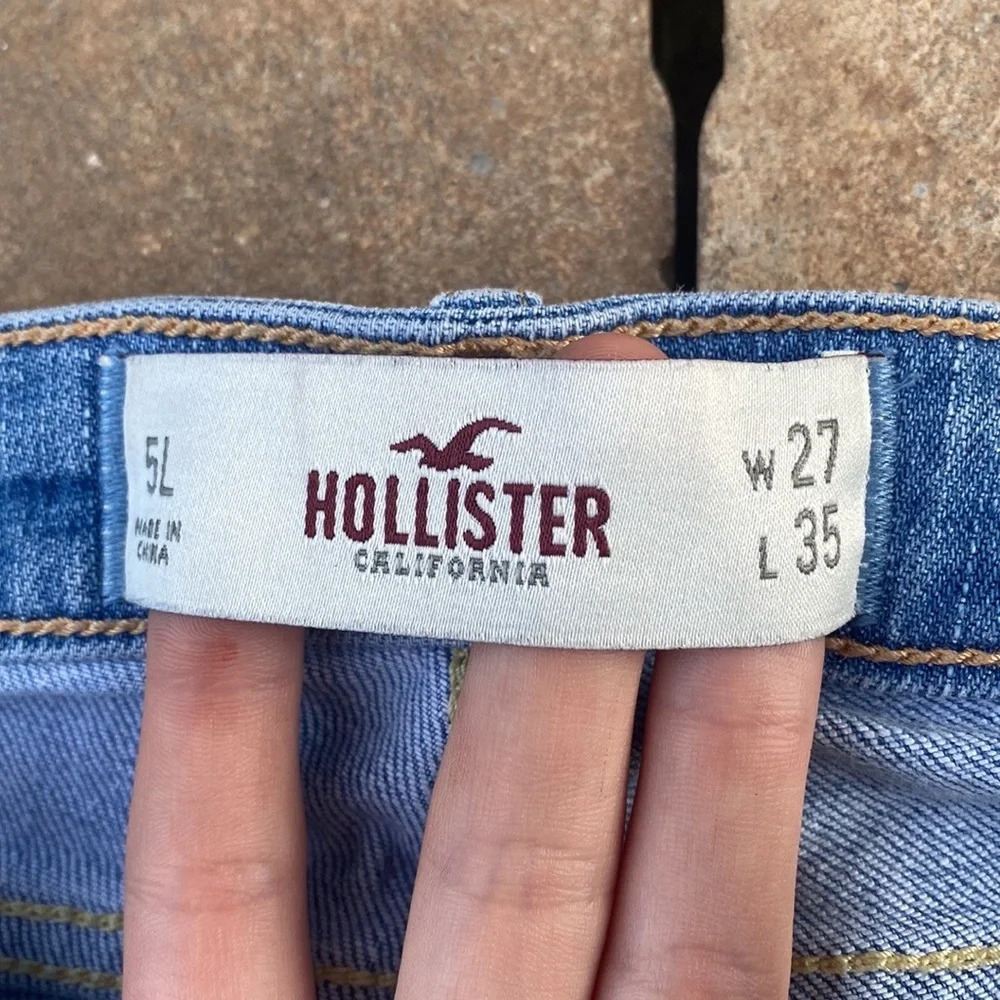 5L
MADE IN
CHINA
HOLLISTER
CALIFORNIA
W 27
L 35